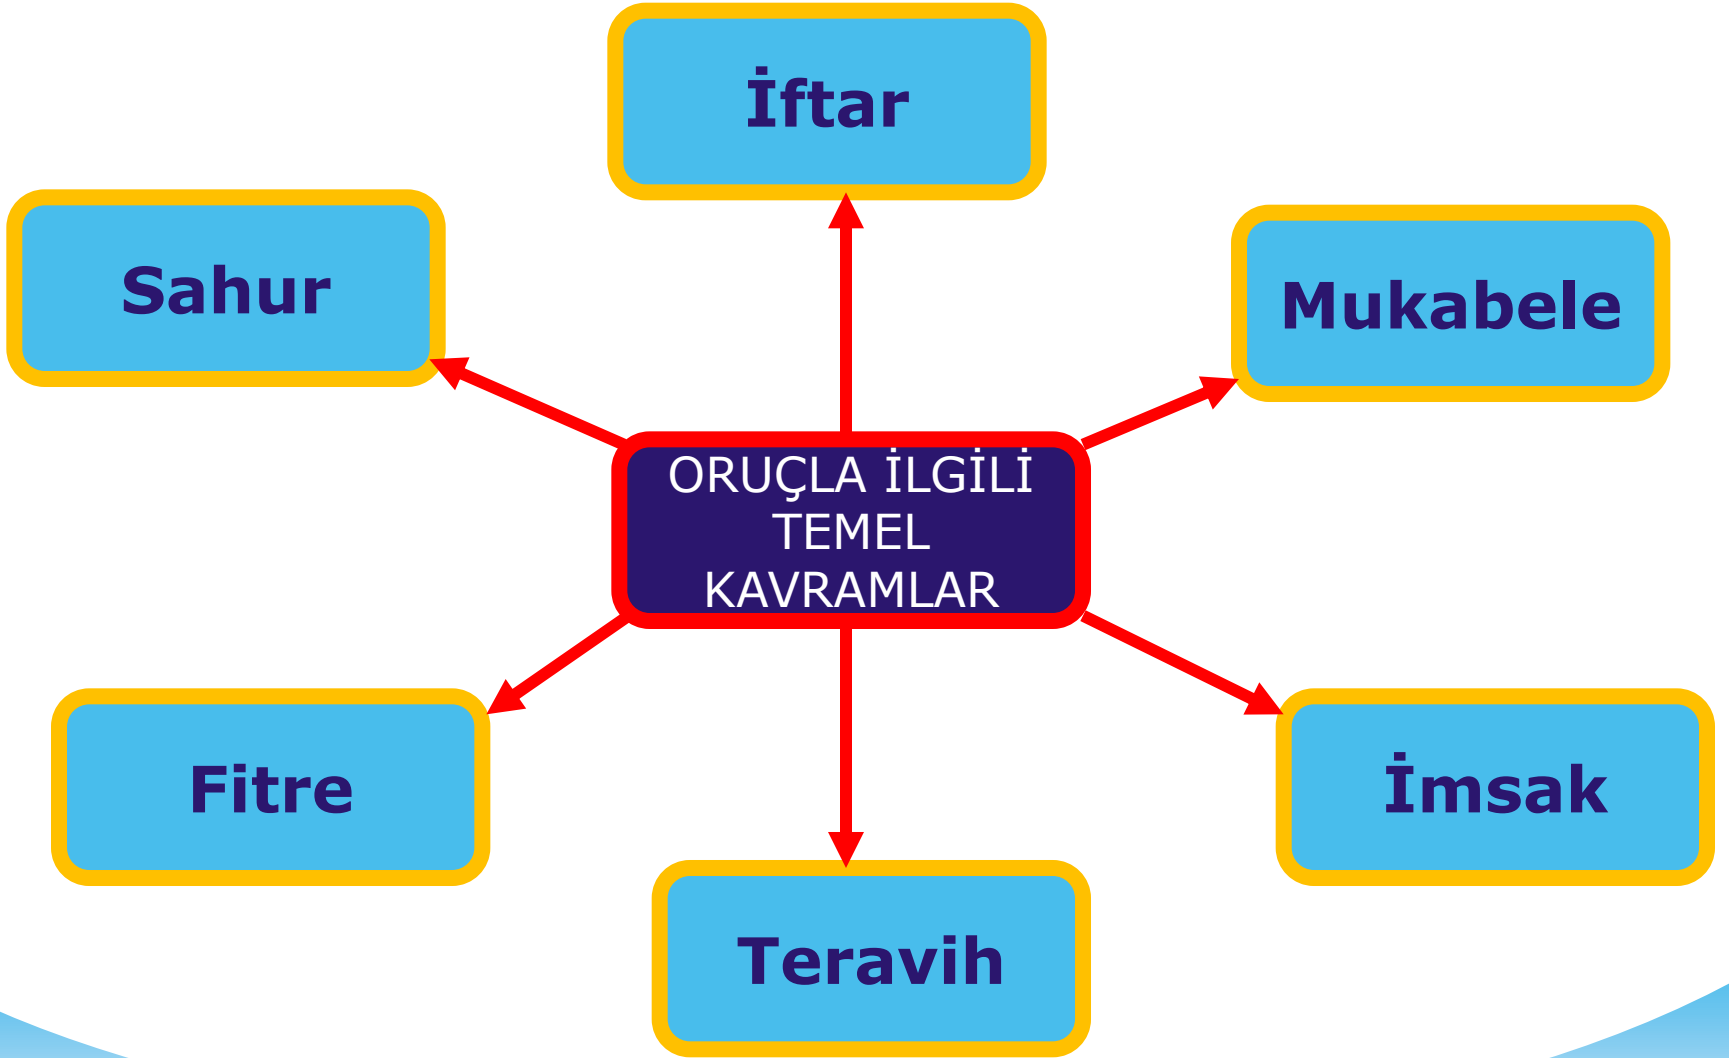 İftar
Sahur
Mukabele
ORUÇLA İLGİLİ
TEMEL
KAVRAMLAR
Fitre
İmsak
Teravih